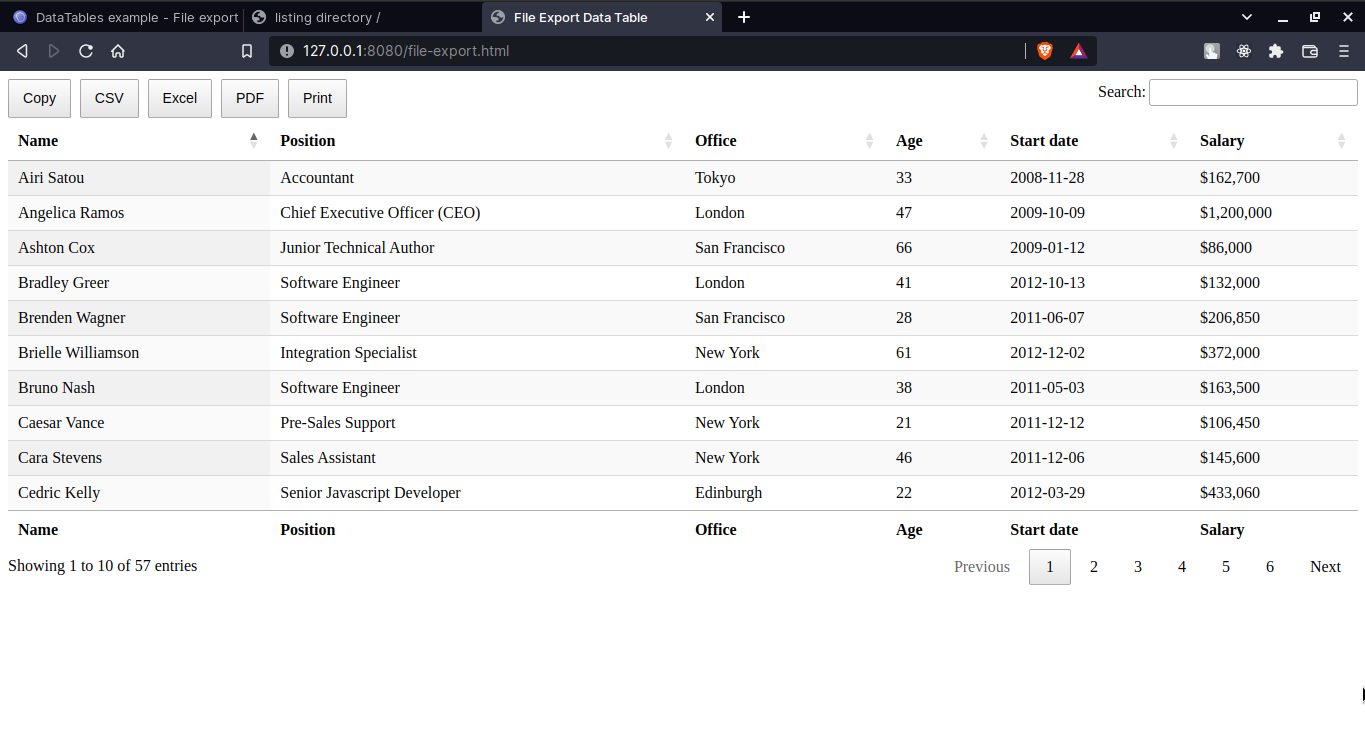 DataTables example - File export
listing directory /
File Export Data Table
127.0.0.1:8080/file-export.html
Copy CSV Excel PDF Print Search:
Name Position Office Age Start date Salary
Airi Satou Accountant Tokyo 33 2008-11-28 $162,700
Angelica Ramos Chief Executive Officer (CEO) London 47 2009-10-09 $1,200,000
Ashton Cox Junior Technical Author San Francisco 66 2009-01-12 $86,000
Bradley Greer Software Engineer London 41 2012-10-13 $132,000
Brenden Wagner Software Engineer San Francisco 28 2011-06-07 $206,850
Brielle Williamson Integration Specialist New York 61 2012-12-02 $372,000
Bruno Nash Software Engineer London 38 2011-05-03 $163,500
Caesar Vance Pre-Sales Support New York 21 2011-12-12 $106,450
Cara Stevens Sales Assistant New York 46 2011-12-06 $145,600
Cedric Kelly Senior Javascript Developer Edinburgh 22 2012-03-29 $433,060
Name Position Office Age Start date Salary
Showing 1 to 10 of 57 entries Previous 1 2 3 4 5 6 Next